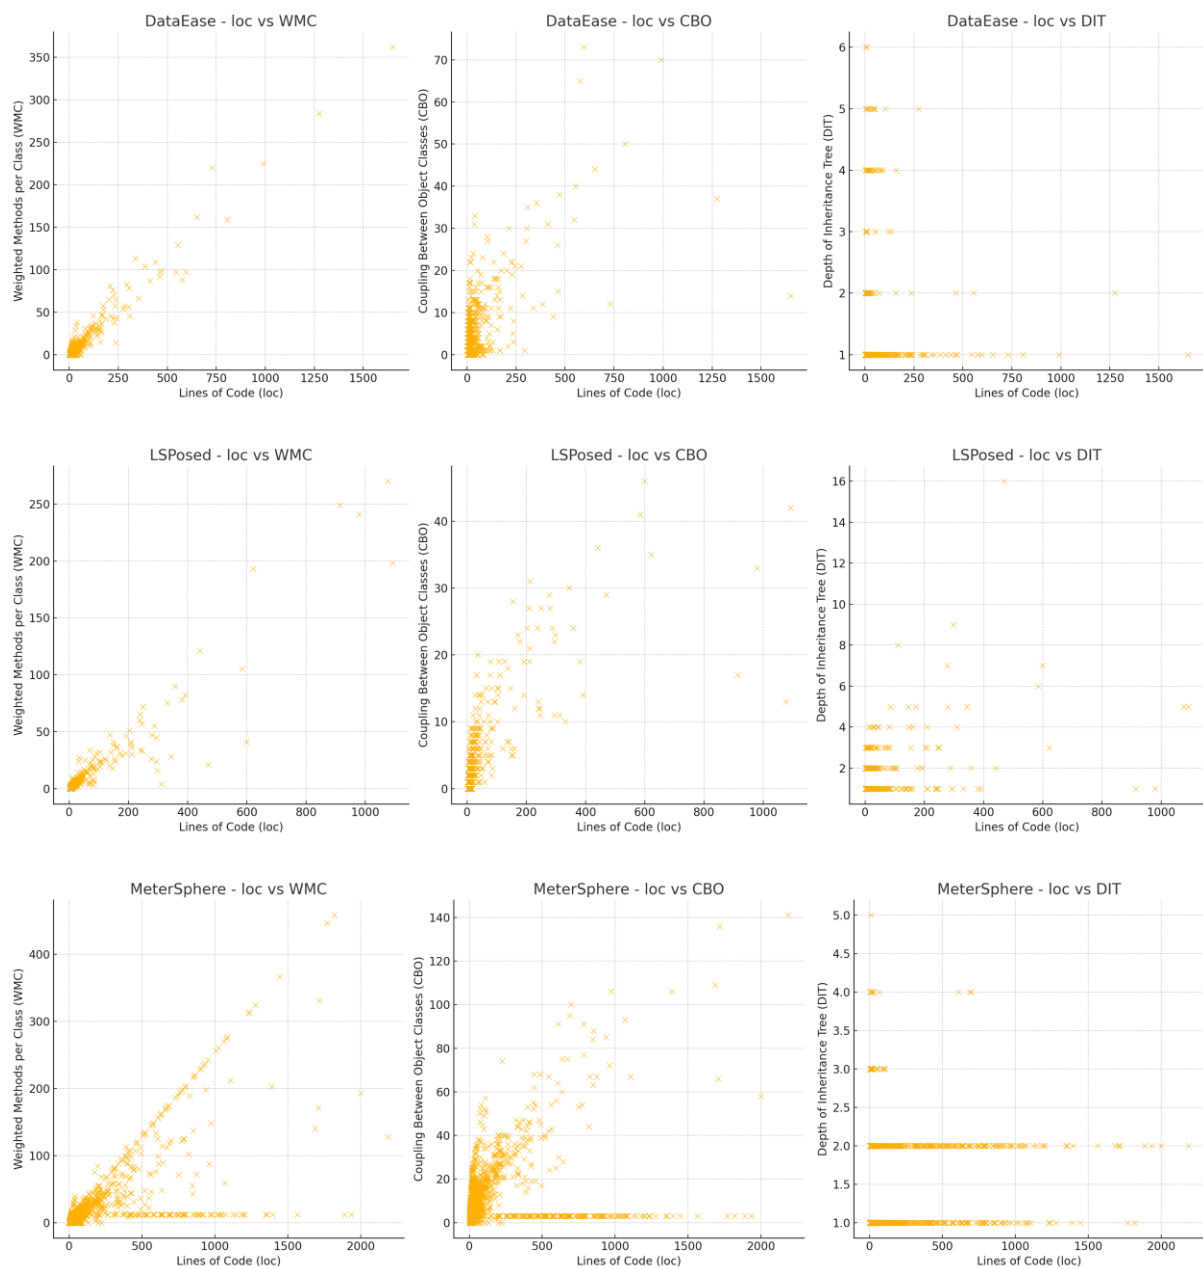 DataEase - loc vs WMC
Weighted Methods per Class (WMC)
350
300
250
200
150
100
50
0
0 250 500 750 1000 1250 1500
Lines of Code (loc)
DataEase - loc vs CBO
Coupling Between Object Classes (CBO)
70
60
50
40
30
20
10
0
0 250 500 750 1000 1250 1500
Lines of Code (loc)
DataEase - loc vs DIT
Depth of Inheritance Tree (DIT)
6
5
4
3
2
1
0 250 500 750 1000 1250 1500
Lines of Code (loc)
LSPosed - loc vs WMC
Weighted Methods per Class (WMC)
250
200
150
100
50
0
0 200 400 600 800 1000
Lines of Code (loc)
LSPosed - loc vs CBO
Coupling Between Object Classes (CBO)
40
30
20
10
0
0 200 400 600 800 1000
Lines of Code (loc)
LSPosed - loc vs DIT
Depth of Inheritance Tree (DIT)
16
14
12
10
8
6
4
2
0 200 400 600 800 1000
Lines of Code (loc)
MeterSphere - loc vs WMC
Weighted Methods per Class (WMC)
400
300
200
100
0
0 500 1000 1500 2000
Lines of Code (loc)
MeterSphere - loc vs CBO
Coupling Between Object Classes (CBO)
140
120
100
80
60
40
20
0
0 500 1000 1500 2000
Lines of Code (loc)
MeterSphere - loc vs DIT
Depth of Inheritance Tree (DIT)
5.0
4.5
4.0
3.5
3.0
2.5
2.0
1.5
1.0
0 500 1000 1500 2000
Lines of Code (loc)